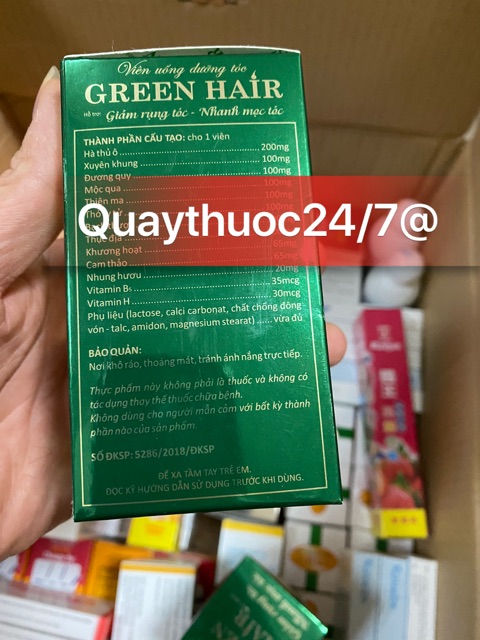 Viên uống dưỡng tóc
GREEN HAIR
Hỗ trợ: Giảm rụng tóc - Nhanh mọc tóc
THÀNH PHẦN CẤU TẠO: cho 1 viên
Hà thủ ô 200mg
Xuyên khung 100mg
Đương quy 100mg
Mộc qua 100mg
Thiên ma 100mg
Quaythuoc24/7@
Thục địa
Khương hoạt 65mg
Cam thảo 65mg
Nhung hươu 20mg
Vitamin B₅ 35mcg
Vitamin H 30mcg
Phụ liệu (lactose, calci carbonat, chất chống đông
vón - talc, amidon, magnesium stearat) ..... vừa đủ
BẢO QUẢN:
Nơi khô ráo, thoáng mát, tránh ánh nắng trực tiếp.
Thực phẩm này không phải là thuốc và không có
tác dụng thay thế thuốc chữa bệnh.
Không dùng cho người mẫn cảm với bất kỳ thành
phần nào của sản phẩm.
SỐ ĐKSP: 5286/2018/ĐKSP
ĐỂ XA TẦM TAY TRẺ EM.
ĐỌC KỸ HƯỚNG DẪN SỬ DỤNG TRƯỚC KHI DÙNG.